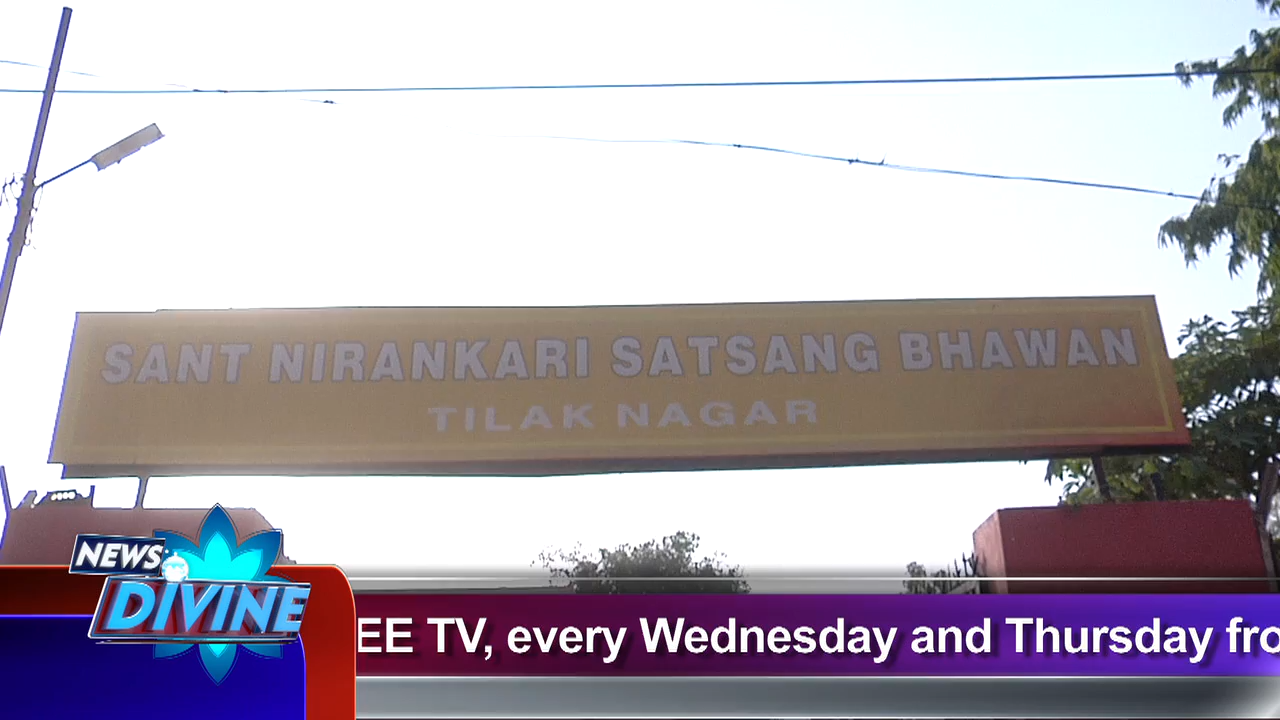 SANT NIRANKARI SATSANG BHAWAN
TILAK NAGAR
NEWS
DIVINE
EE TV, every Wednesday and Thursday fro